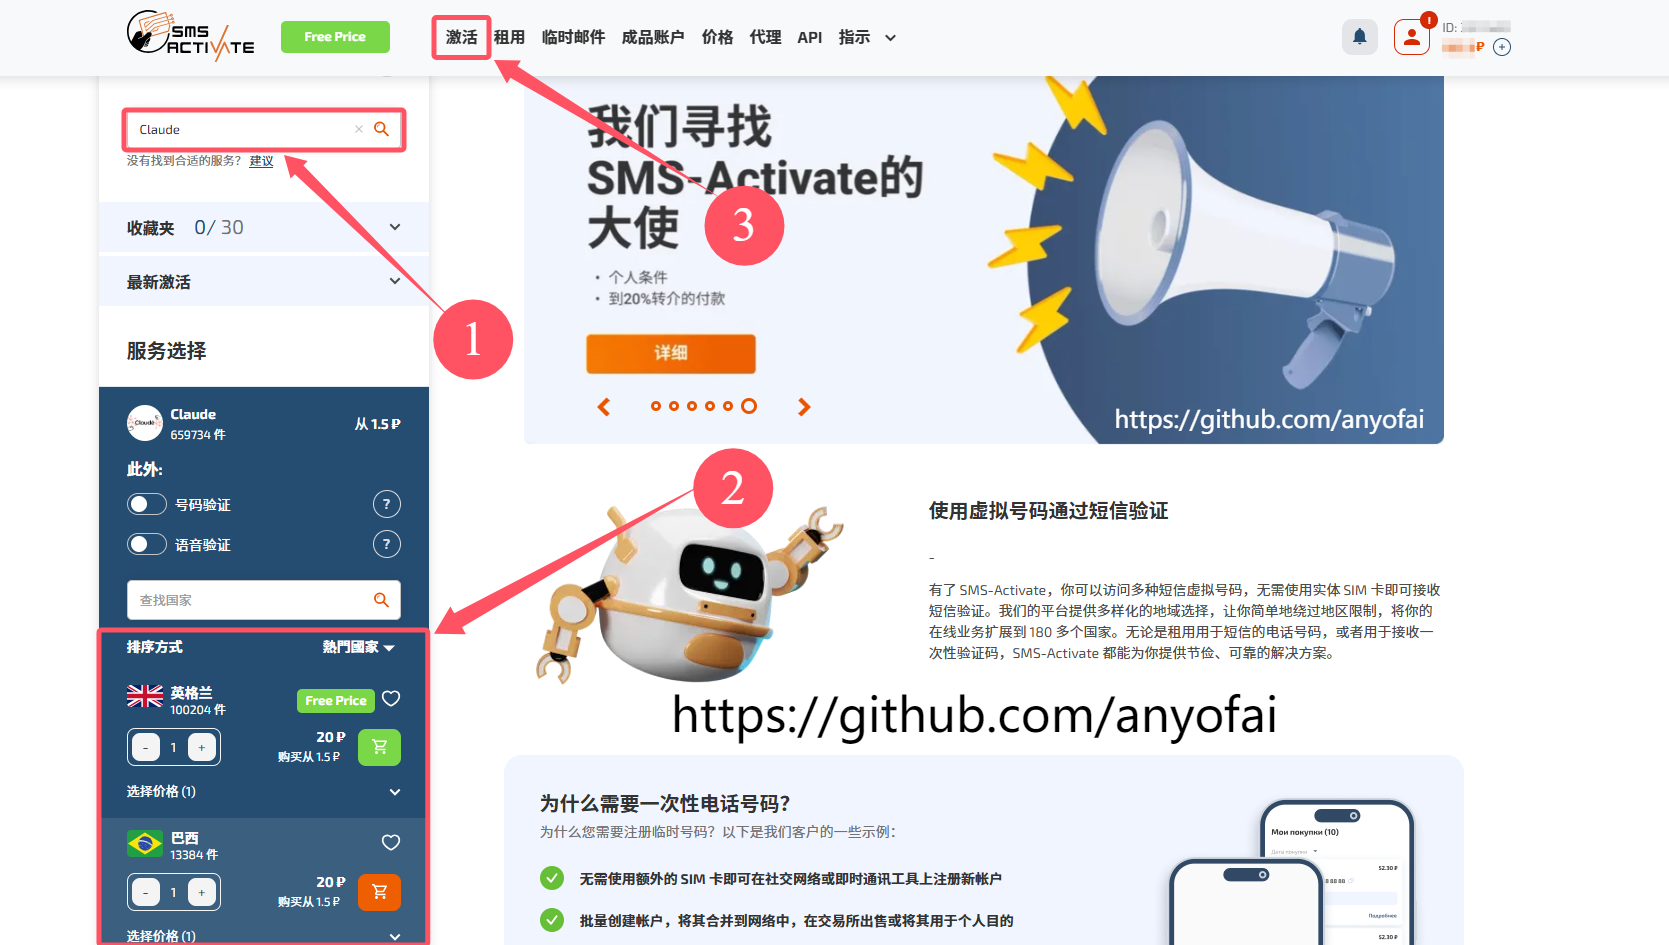 SMS
ACTIVATE
Free Price
激活
租用
临时邮件
成品账户
价格
代理
API
指示
!
ID:
₽
+
Claude
×
没有找到合适的服务? 建议
收藏夹 0/ 30
最新激活
服务选择
Claude
Claude
659734 件
从 1.5 ₽
此外:
号码验证
?
语音验证
?
查找国家
排序方式
熱門國家
英格兰
100204 件
Free Price
- 1 +
20 ₽
购买从 1.5 ₽
选择价格 (1)
巴西
13384 件
- 1 +
20 ₽
购买从 1.5 ₽
选择价格 (1)
1
2
3
我们寻找
SMS-Activate的
大使
• 个人条件
• 到20%转介的付款
详细
https://github.com/anyofai
使用虚拟号码通过短信验证
-
有了 SMS-Activate，你可以访问多种短信虚拟号码，无需使用实体 SIM 卡即可接收
短信验证。我们的平台提供多样化的地域选择，让你简单地绕过地区限制，将你的
在线业务扩展到 180 多个国家。无论是租用用于短信的电话号码，或者用于接收一
次性验证码，SMS-Activate 都能为你提供节俭、可靠的解决方案。
https://github.com/anyofai
为什么需要一次性电话号码?
为什么您需要注册临时号码？以下是我们客户的一些示例：
无需使用额外的 SIM 卡即可在社交网络或即时通讯工具上注册新帐户
批量创建帐户，将其合并到网络中，在交易所出售或将其用于个人目的
Мои покупки (10)
Дата покупки
52.30 ₽
8 88 88
Подробнее
52.30 ₽